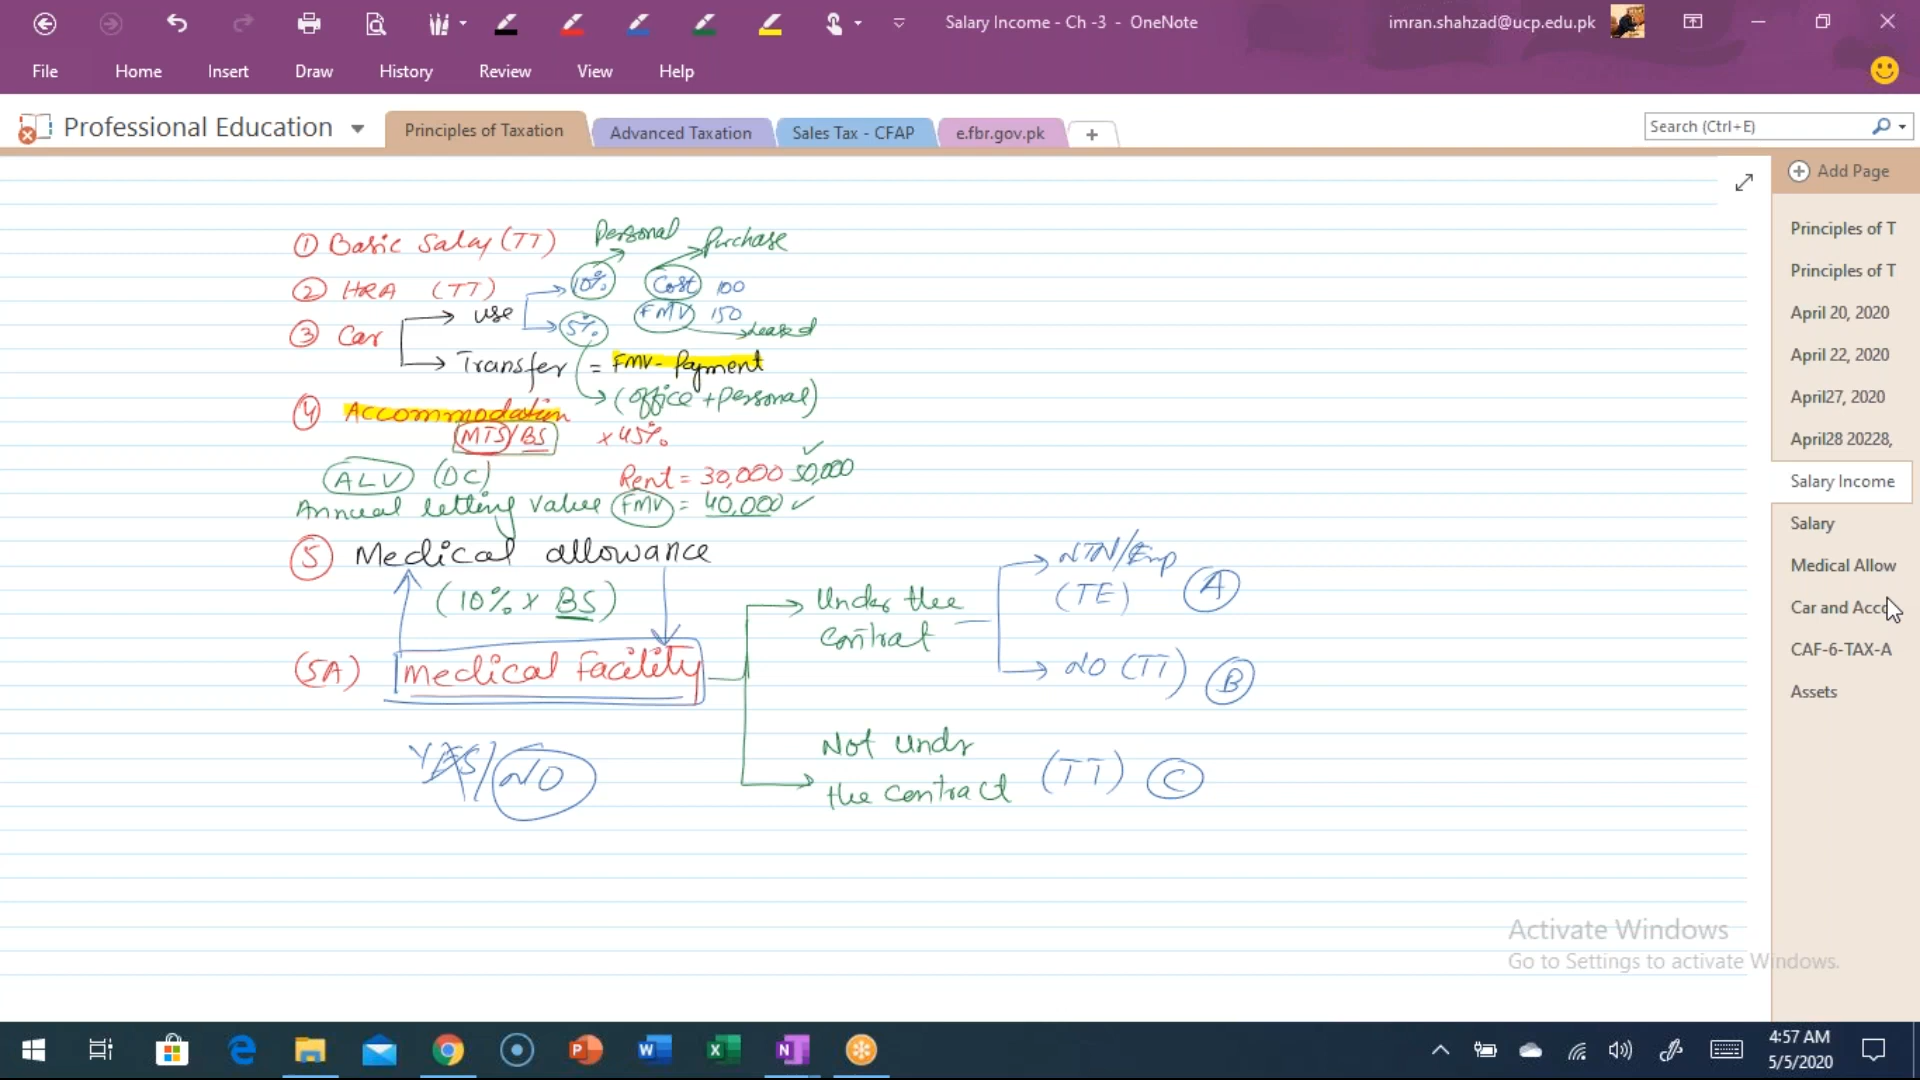 Salary Income - Ch -3 - OneNote
imran.shahzad@ucp.edu.pk
File Home Insert Draw History Review View Help
Professional Education
Principles of Taxation
Advanced Taxation
Sales Tax - CFAP
e.fbr.gov.pk
Search (Ctrl+E)
Add Page
Principles of T
Principles of T
April 20, 2020
April 22, 2020
April27, 2020
April28 20228,
Salary Income
Salary
Medical Allow
Car and Acco
CAF-6-TAX-A
Assets
Personal Purchase
① Basic Salay (TT)
10% Cost 100
② HRA (TT)
use
5% FMV 150
Leased
③ Car
Transfer = FMV - Payment
(office + personal)
④ Accommodation
MTS/BS x 45%
ALV (DC) Rent = 30,000 50,000
Annual letting value FMV = 40,000
⑤ Medical allowance
(10% x BS)
Under the contrat
NTN/Emp
(TE) A
(5A) Medical Facility
NO (TT) B
YES/NO
Not Undr
the contract (TT) C
Activate Windows
Go to Settings to activate Windows.
4:57 AM
5/5/2020